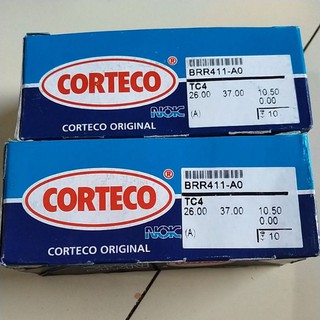 CORTECO®
NOK
CORTECO ORIGINAL
BRR411-A0
TC4
26.00 37.00 10.50
0.00
(A)
10
CORTECO®
NOK
CORTECO ORIGINAL
BRR411-A0
TC4
26.00 37.00 10.50
0.00
(A)
10